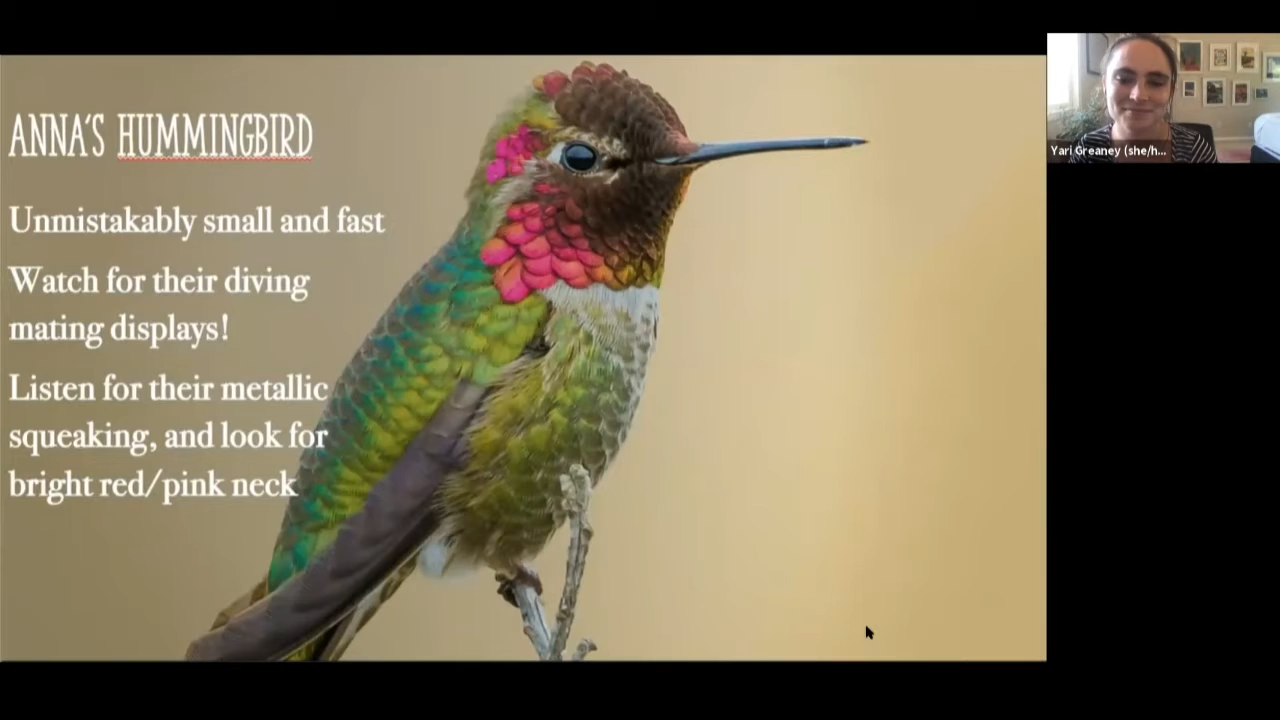 ANNA'S HUMMINGBIRD
Unmistakably small and fast
Watch for their diving
mating displays!
Listen for their metallic
squeaking, and look for
bright red/pink neck
Yari Greaney (she/h...